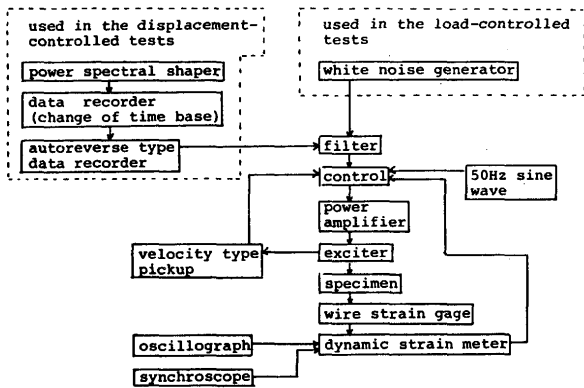 used in the displacement-
controlled tests
power spectral shaper
data recorder
(change of time base)
autoreverse type
data recorder
used in the load-controlled
tests
white noise generator
filter
control
50Hz sine
wave
power
amplifier
velocity type
pickup
exciter
specimen
wire strain gage
oscillograph
dynamic strain meter
synchroscope